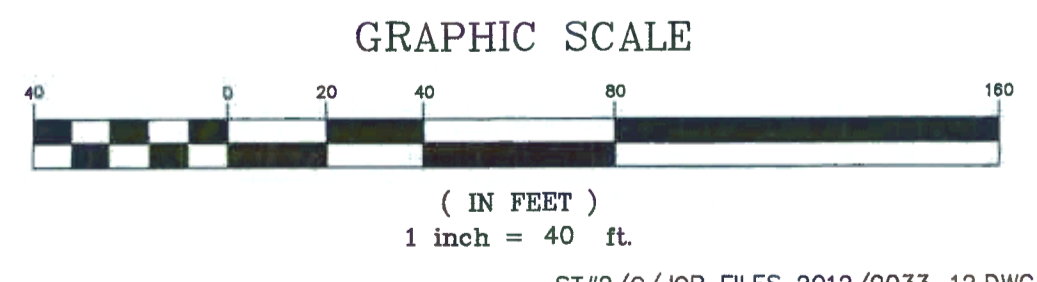 GRAPHIC SCALE
40 0 20 40 80 160
( IN FEET )
1 inch = 40 ft.